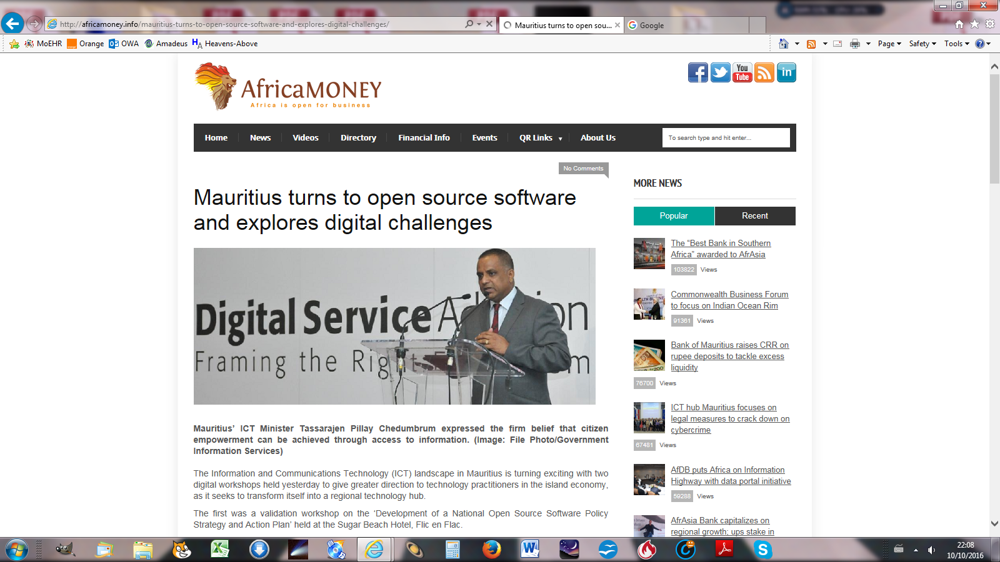 http://africamoney.info/mauritius-turns-to-open-source-software-and-explores-digital-challenges/
Mauritius turns to open sou...
Google
MoEHR
Orange
OWA
Amadeus
Heavens-Above
Page
Safety
Tools
AfricaMONEY
Africa is open for business
You
Tube
in
Home
News
Videos
Directory
Financial Info
Events
QR Links
About Us
To search type and hit enter...
No Comments
Mauritius turns to open source software
and explores digital challenges
Digital Service
Framing the
Mauritius’ ICT Minister Tassarajen Pillay Chedumbrum expressed the firm belief that citizen
empowerment can be achieved through access to information. (Image: File Photo/Government
Information Services)
The Information and Communications Technology (ICT) landscape in Mauritius is turning exciting with two
digital workshops held yesterday to give greater direction to technology practitioners in the island economy,
as it seeks to transform itself into a regional technology hub.
The first was a validation workshop on the ‘Development of a National Open Source Software Policy
Strategy and Action Plan’ held at the Sugar Beach Hotel, Flic en Flac.
MORE NEWS
Popular
Recent
The “Best Bank in Southern
Africa” awarded to AfrAsia
103822 Views
Commonwealth Business Forum
to focus on Indian Ocean Rim
91361 Views
Bank of Mauritius raises CRR on
rupee deposits to tackle excess
liquidity
76700 Views
ICT hub Mauritius focuses on
legal measures to crack down on
cybercrime
67481 Views
AfDB puts Africa on Information
Highway with data portal initiative
59288 Views
AfrAsia Bank capitalizes on
regional growth; ups stake in
22:08
10/10/2016